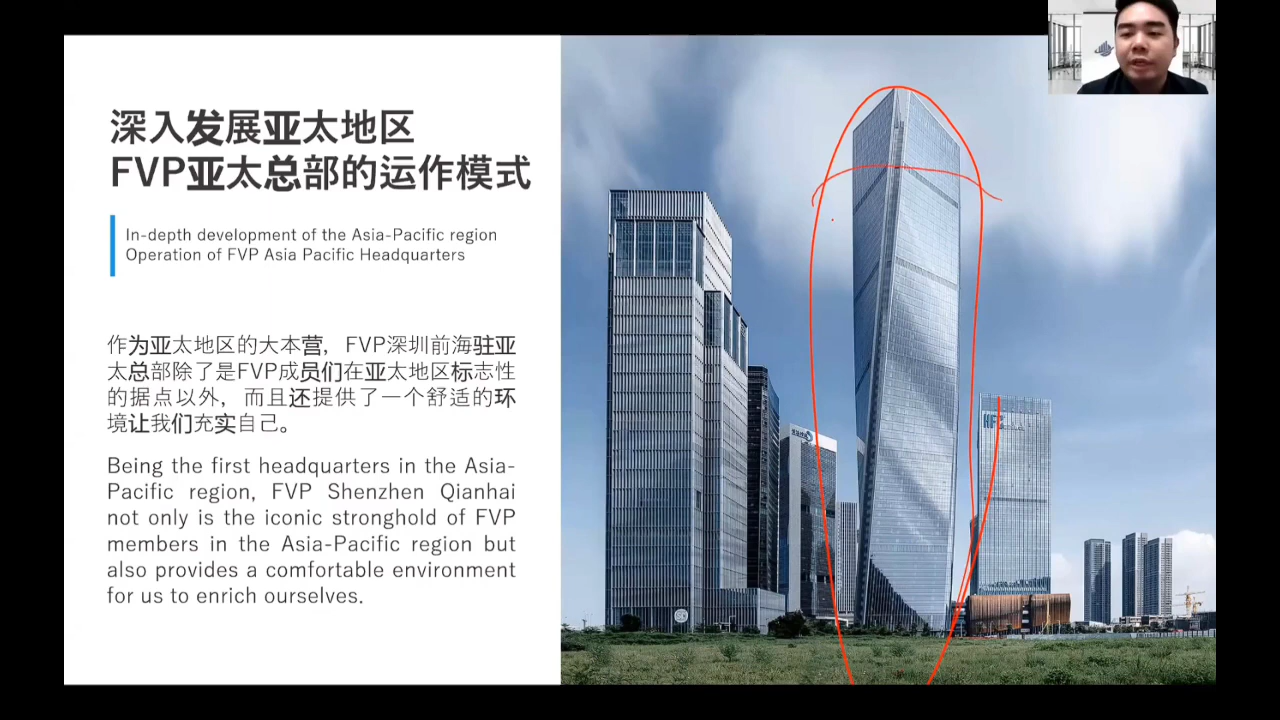 深入发展亚太地区
FVP亚太总部的运作模式
In-depth development of the Asia-Pacific region
Operation of FVP Asia Pacific Headquarters
作为亚太地区的大本营，FVP深圳前海驻亚
太总部除了是FVP成员们在亚太地区标志性
的据点以外，而且还提供了一个舒适的环
境让我们充实自己。
Being the first headquarters in the Asia-
Pacific region, FVP Shenzhen Qianhai
not only is the iconic stronghold of FVP
members in the Asia-Pacific region but
also provides a comfortable environment
for us to enrich ourselves.